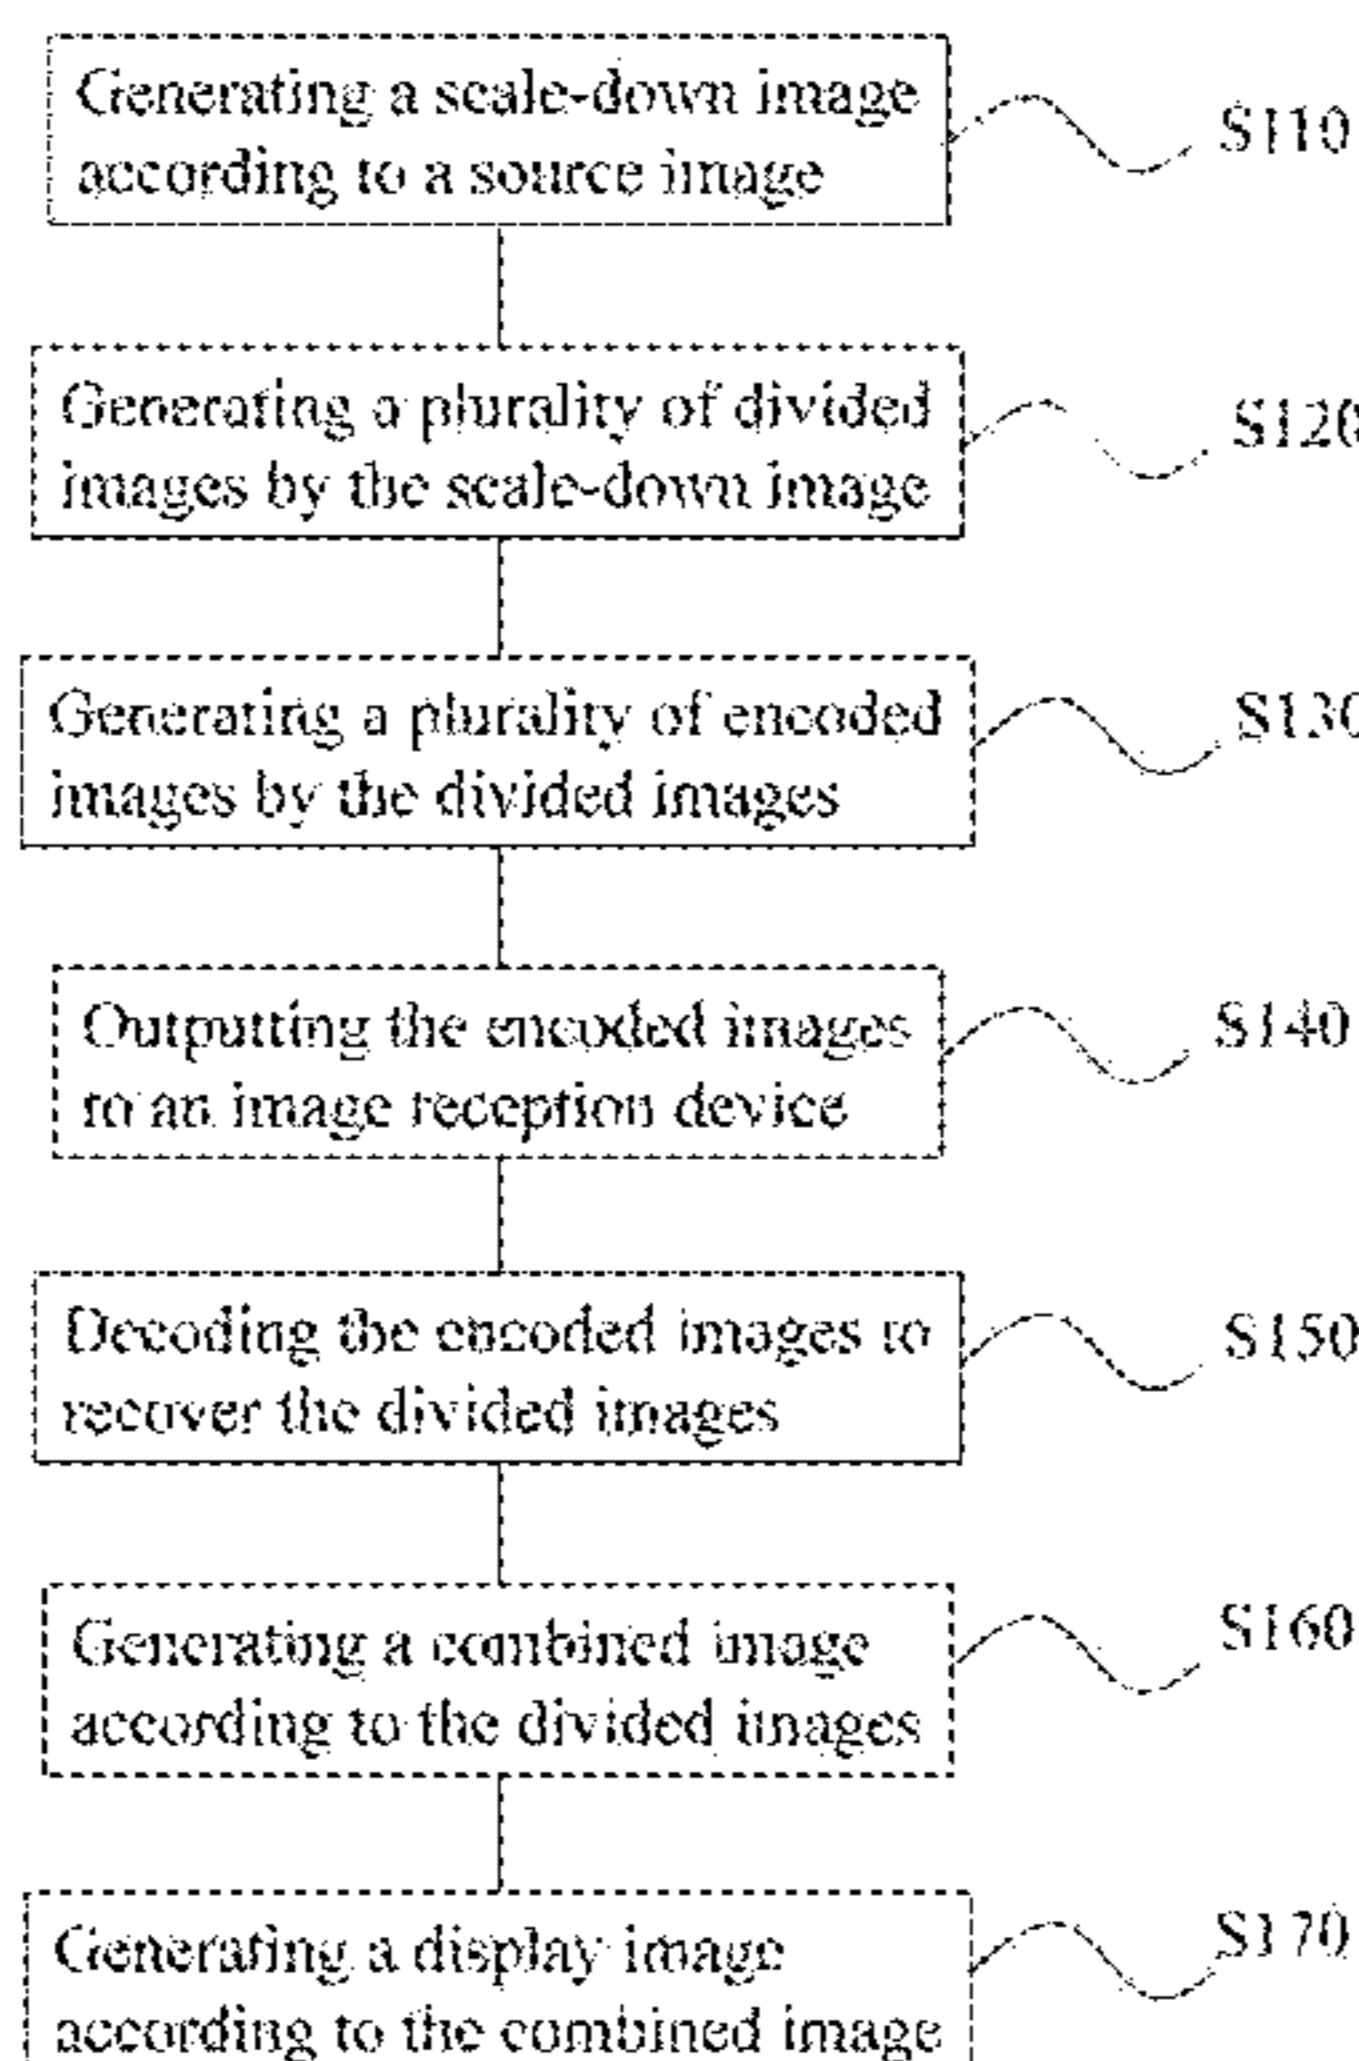 Generating a scale-down image
according to a source image
S110
Generating a plurality of divided
images by the scale-down image
S120
Generating a plurality of encoded
images by the divided images
S130
Outputting the encoded images
to an image reception device
S140
Decoding the encoded images to
recover the divided images
S150
Generating a combined image
according to the divided images
S160
Generating a display image
according to the combined image
S170